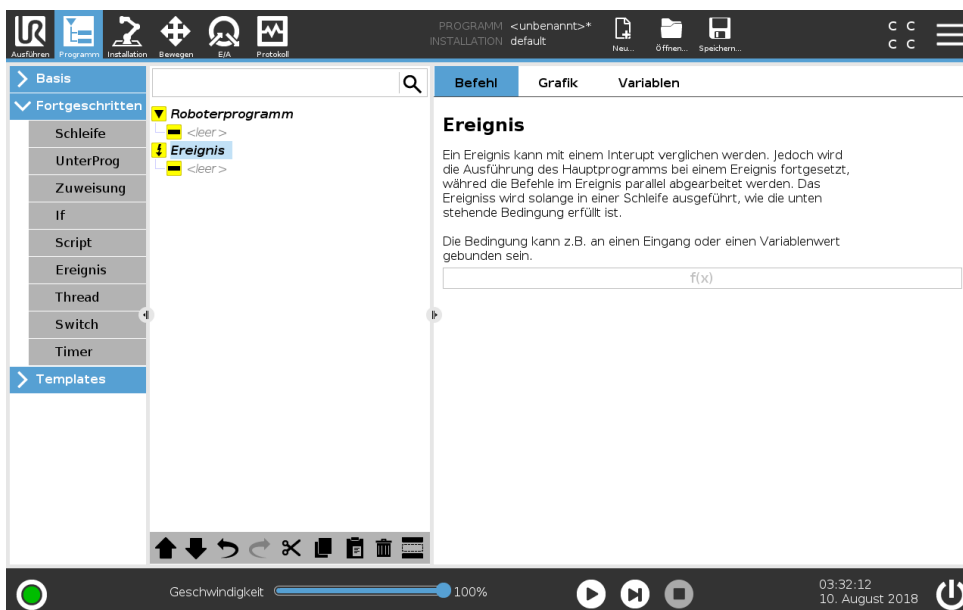 PROGRAMM <unbenannt>*
INSTALLATION default
Ausführen Programm Installation Bewegen E/A Protokoll Neu... Öffnen... Speichern...
C C
C C
Basis
Fortgeschritten
Schleife
UnterProg
Zuweisung
If
Script
Ereignis
Thread
Switch
Timer
Templates
Roboterprogramm
<leer>
Ereignis
<leer>
Befehl Grafik Variablen
Ereignis
Ein Ereignis kann mit einem Interupt verglichen werden. Jedoch wird
die Ausführung des Hauptprogramms bei einem Ereignis fortgesetzt,
währed die Befehle im Ereignis parallel abgearbeitet werden. Das
Ereigniss wird solange in einer Schleife ausgeführt, wie die unten
stehende Bedingung erfüllt ist.
Die Bedingung kann z.B. an einen Eingang oder einen Variablenwert
gebunden sein.
f(x)
Geschwindigkeit 100%
03:32:12
10. August 2018